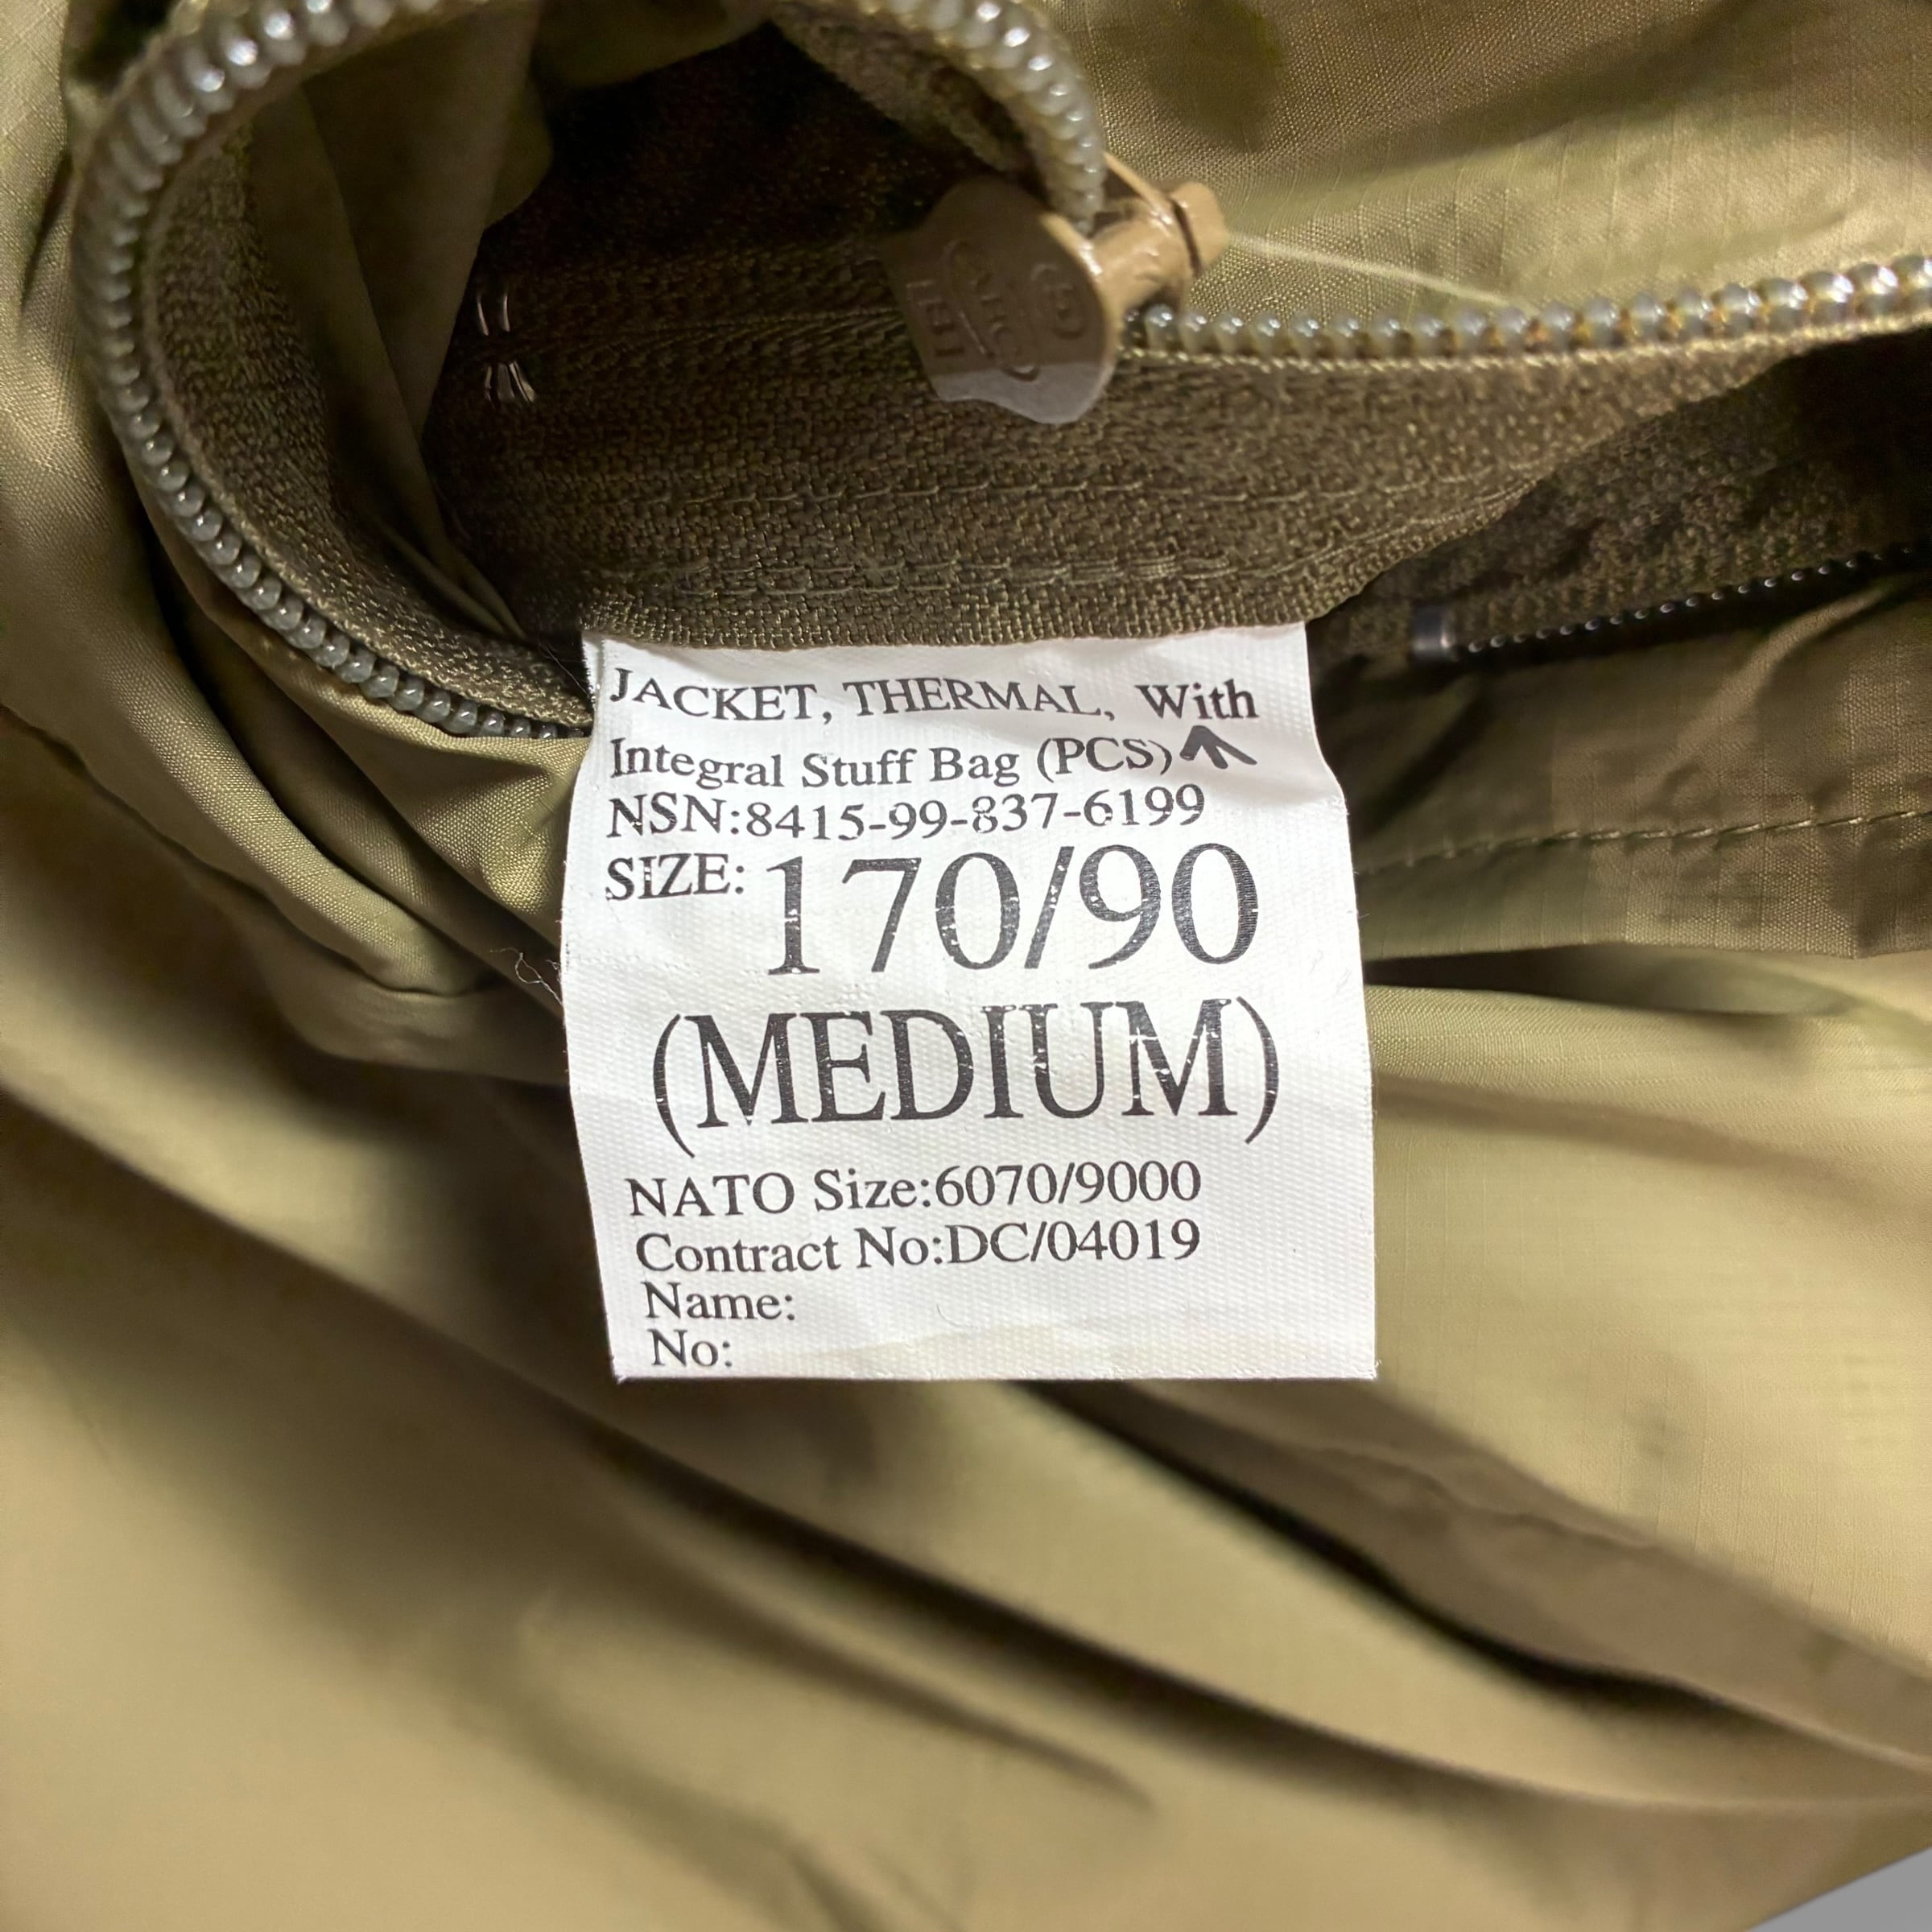 JACKET, THERMAL, With
Integral Stuff Bag (PCS)
NSN:8415-99-837-6199
SIZE: 170/90
(MEDIUM)
NATO Size:6070/9000
Contract No:DC/04019
Name:
No: